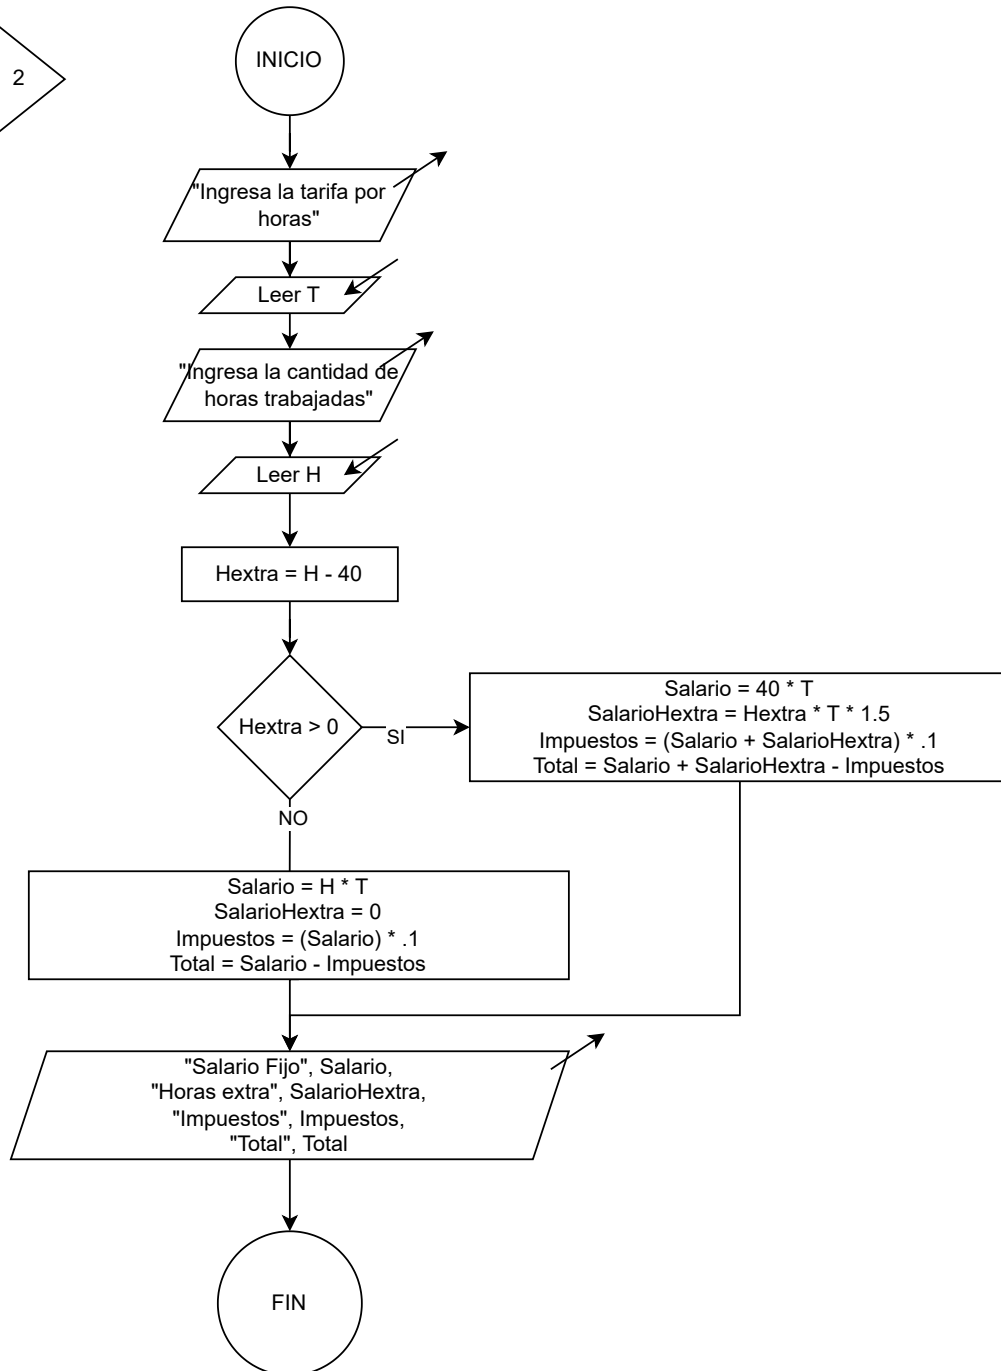 2
INICIO
"Ingresa la tarifa por
horas"
Leer T
"Ingresa la cantidad de
horas trabajadas"
Leer H
Hextra = H - 40
Hextra > 0
SI
Salario = 40 * T
SalarioHextra = Hextra * T * 1.5
Impuestos = (Salario + SalarioHextra) * .1
Total = Salario + SalarioHextra - Impuestos
NO
Salario = H * T
SalarioHextra = 0
Impuestos = (Salario) * .1
Total = Salario - Impuestos
"Salario Fijo", Salario,
"Horas extra", SalarioHextra,
"Impuestos", Impuestos,
"Total", Total
FIN